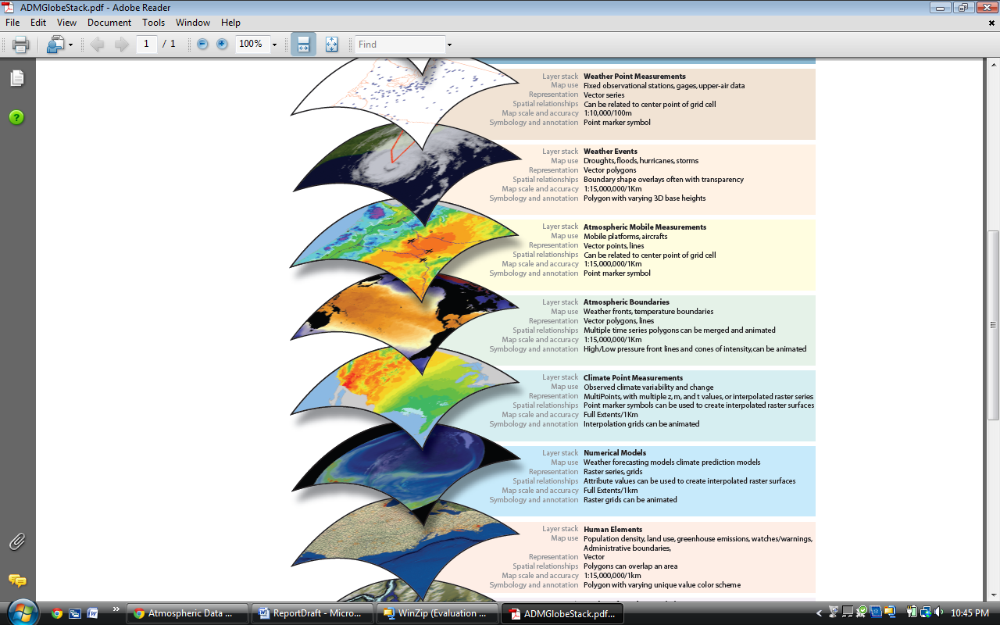 ADMGlobeStack.pdf - Adobe Reader
File Edit View Document Tools Window Help
1 / 1 100% Find
Layer stack Weather Point Measurements
Map use Fixed observational stations, gages, upper-air data
Representation Vector series
Spatial relationships Can be related to center point of grid cell
Map scale and accuracy 1:10,000/100m
Symbology and annotation Point marker symbol
Layer stack Weather Events
Map use Droughts, floods, hurricanes, storms
Representation Vector polygons
Spatial relationships Boundary shape overlays often with transparency
Map scale and accuracy 1:15,000,000/1Km
Symbology and annotation Polygon with varying 3D base heights
Layer stack Atmospheric Mobile Measurements
Map use Mobile platforms, aircrafts
Representation Vector points, lines
Spatial relationships Can be related to center point of grid cell
Map scale and accuracy 1:15,000,000/1Km
Symbology and annotation Point marker symbol
Layer stack Atmospheric Boundaries
Map use Weather fronts, temperature boundaries
Representation Vector polygons, lines
Spatial relationships Multiple time series polygons can be merged and animated
Map scale and accuracy 1:15,000,000/1Km
Symbology and annotation High/Low pressure front lines and cones of intensity,can be animated
Layer stack Climate Point Measurements
Map use Observed climate variability and change
Representation MultiPoints, with multiple z, m, and t values, or interpolated raster series
Spatial relationships Point marker symbols can be used to create interpolated raster surfaces
Map scale and accuracy Full Extents/1Km
Symbology and annotation Interpolation grids can be animated
Layer stack Numerical Models
Map use Weather forecasting models climate prediction models
Representation Raster series, grids
Spatial relationships Attribute values can be used to create interpolated raster surfaces
Map scale and accuracy Full Extents/1km
Symbology and annotation Raster grids can be animated
Layer stack Human Elements
Map use Population density, land use, greenhouse emissions, watches/warnings,
Administrative boundaries,
Representation Vector
Spatial relationships Polygons can overlap an area
Map scale and accuracy 1:15,000,000/1km
Symbology and annotation Polygon with varying unique value color scheme
Atmospheric Data ... ReportDraft - Micro... WinZip (Evaluation ... ADMGlobeStack.pdf... 10:45 PM